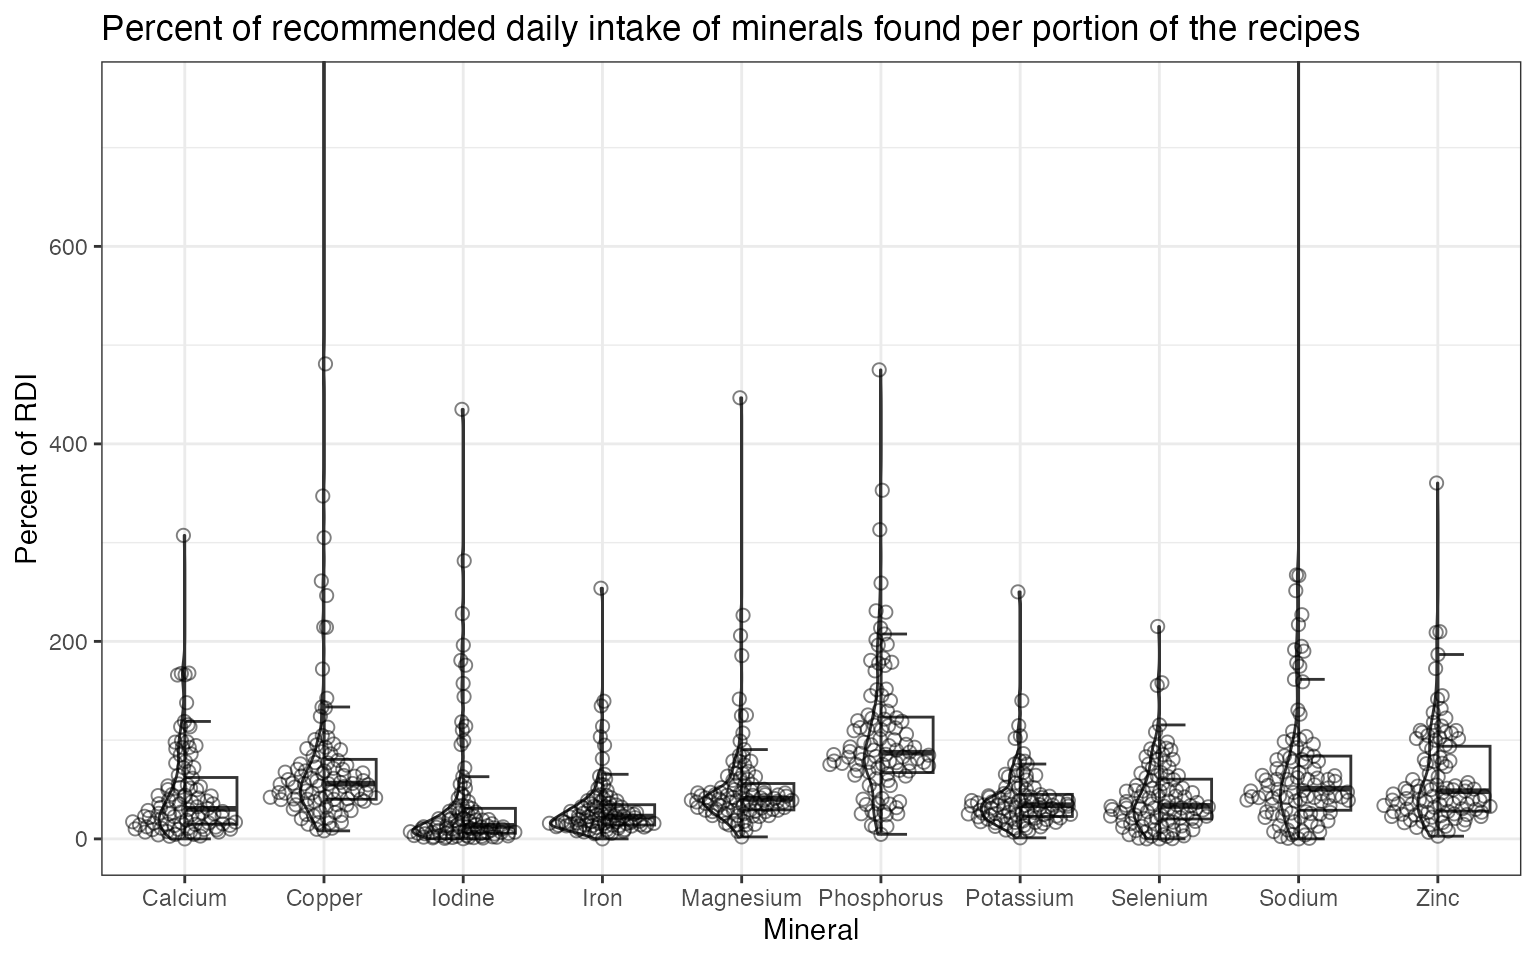 Percent of recommended daily intake of minerals found per portion of the recipes
Percent of RDI
600
400
200
0
Calcium Copper Iodine Iron Magnesium Phosphorus Potassium Selenium Sodium Zinc
Mineral